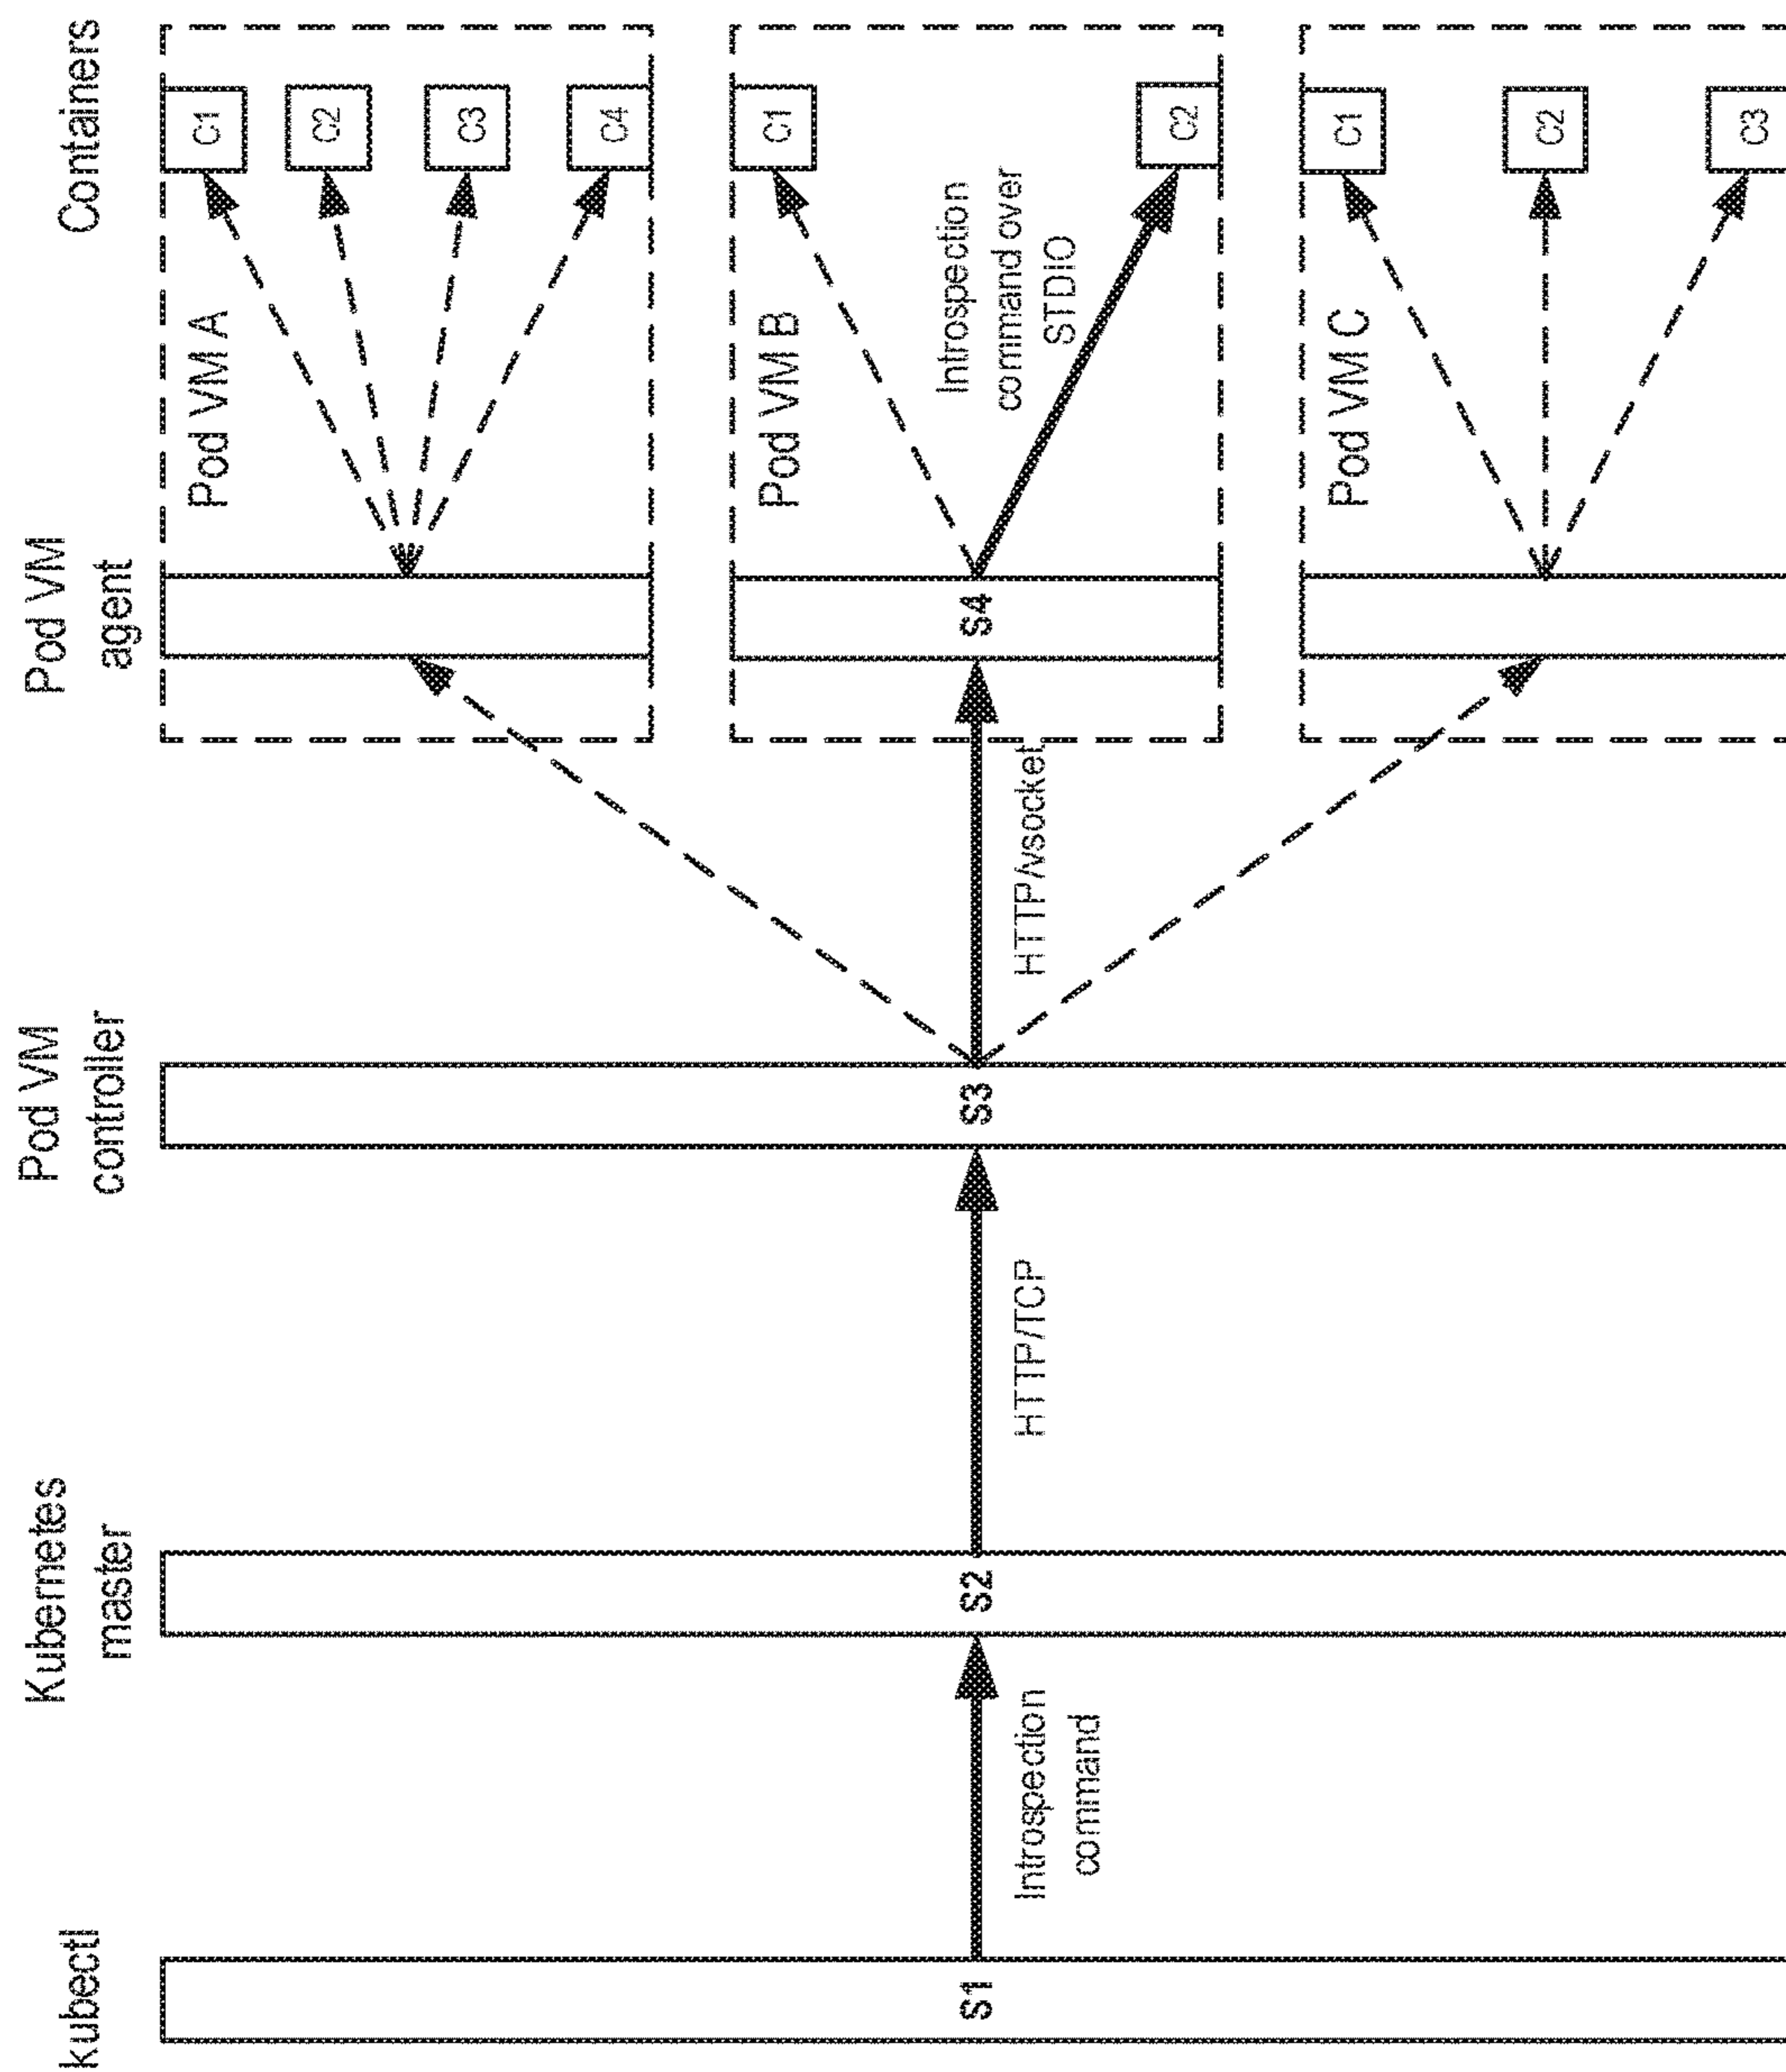 kubectl
Kubernetes
master
Pod VM
controller
Pod VM
agent
Containers
S1
Introspection
command
S2
HTTP/TCP
S3
HTTP/vsocket
Pod VM A
C1
C2
C3
C4
S4
Pod VM B
Introspection
command over
STDIO
C1
C2
Pod VM C
C1
C2
C3